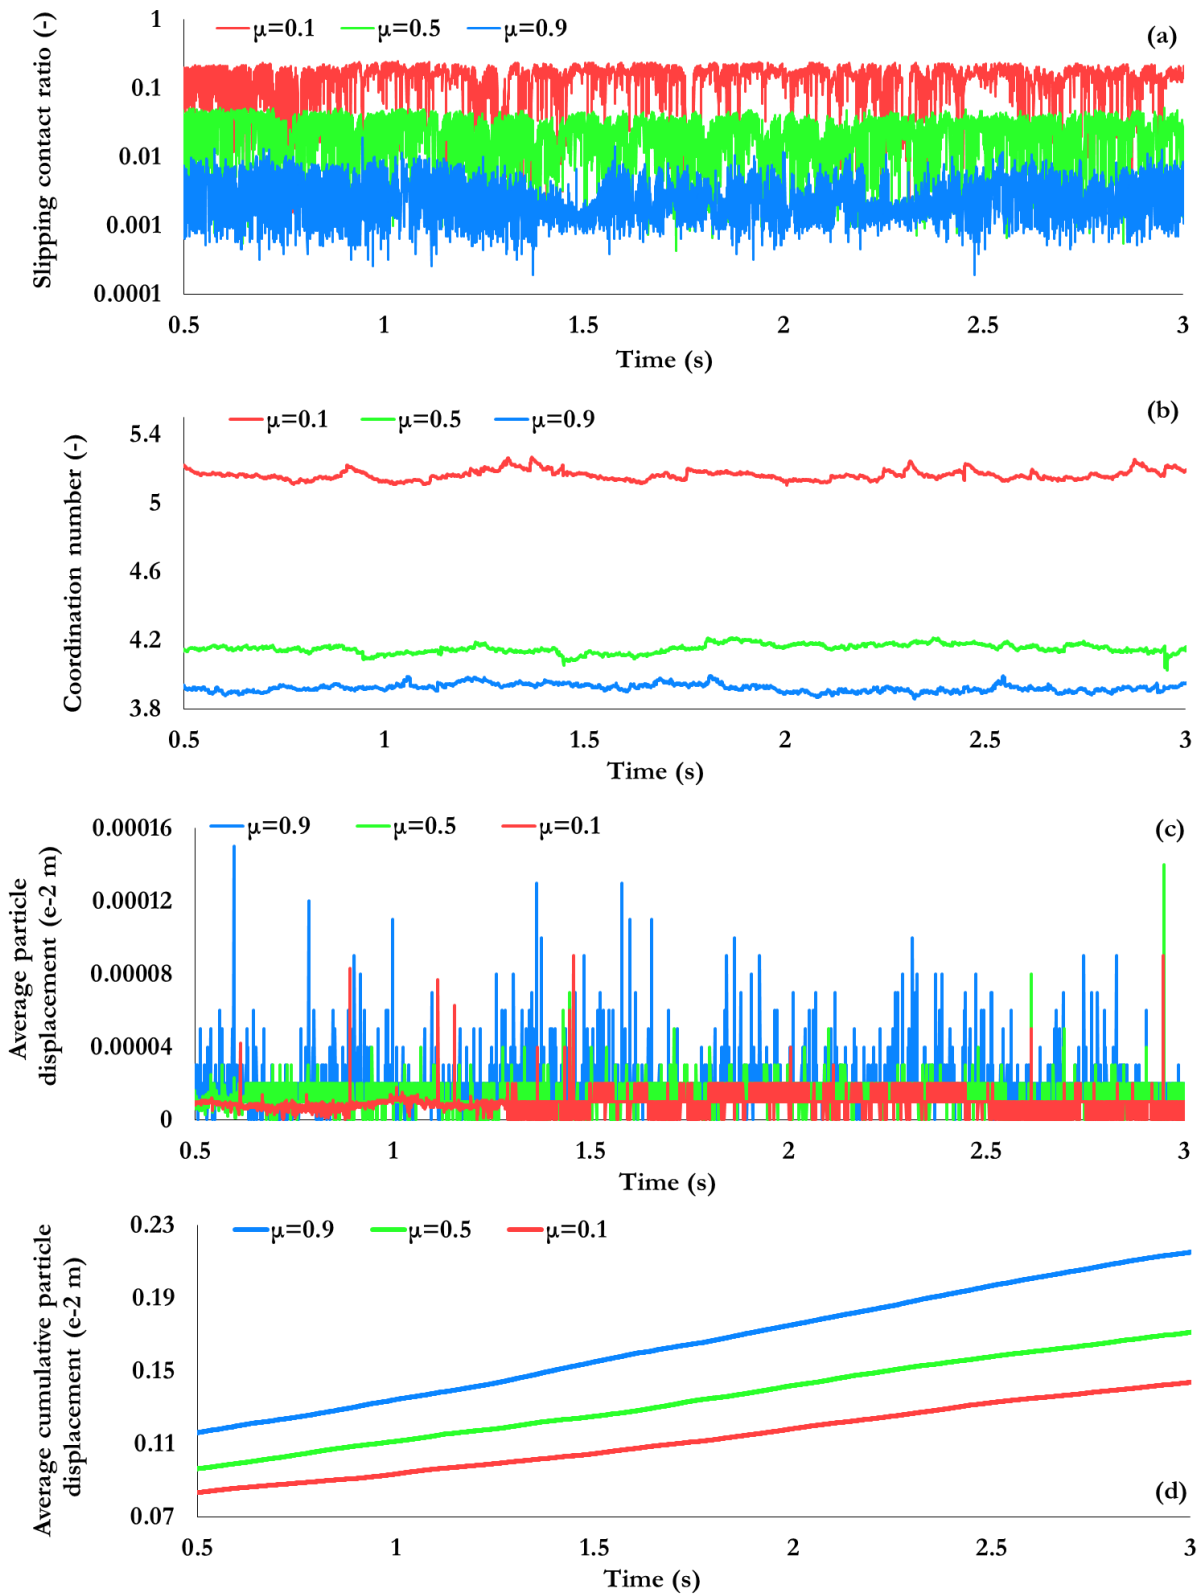 1
μ=0.1 μ=0.5 μ=0.9
(a)
Slipping contact ratio (-)
0.1
0.01
0.001
0.0001
0.5 1 1.5 2 2.5 3
Time (s)
μ=0.1 μ=0.5 μ=0.9
(b)
Coordination number (-)
5.4
5
4.6
4.2
3.8
0.5 1 1.5 2 2.5 3
Time (s)
μ=0.9 μ=0.5 μ=0.1
(c)
Average particle
displacement (e-2 m)
0.00016
0.00012
0.00008
0.00004
0
0.5 1 1.5 2 2.5 3
Time (s)
μ=0.9 μ=0.5 μ=0.1
Average cumulative particle
displacement (e-2 m)
0.23
0.19
0.15
0.11
0.07
(d)
0.5 1 1.5 2 2.5 3
Time (s)